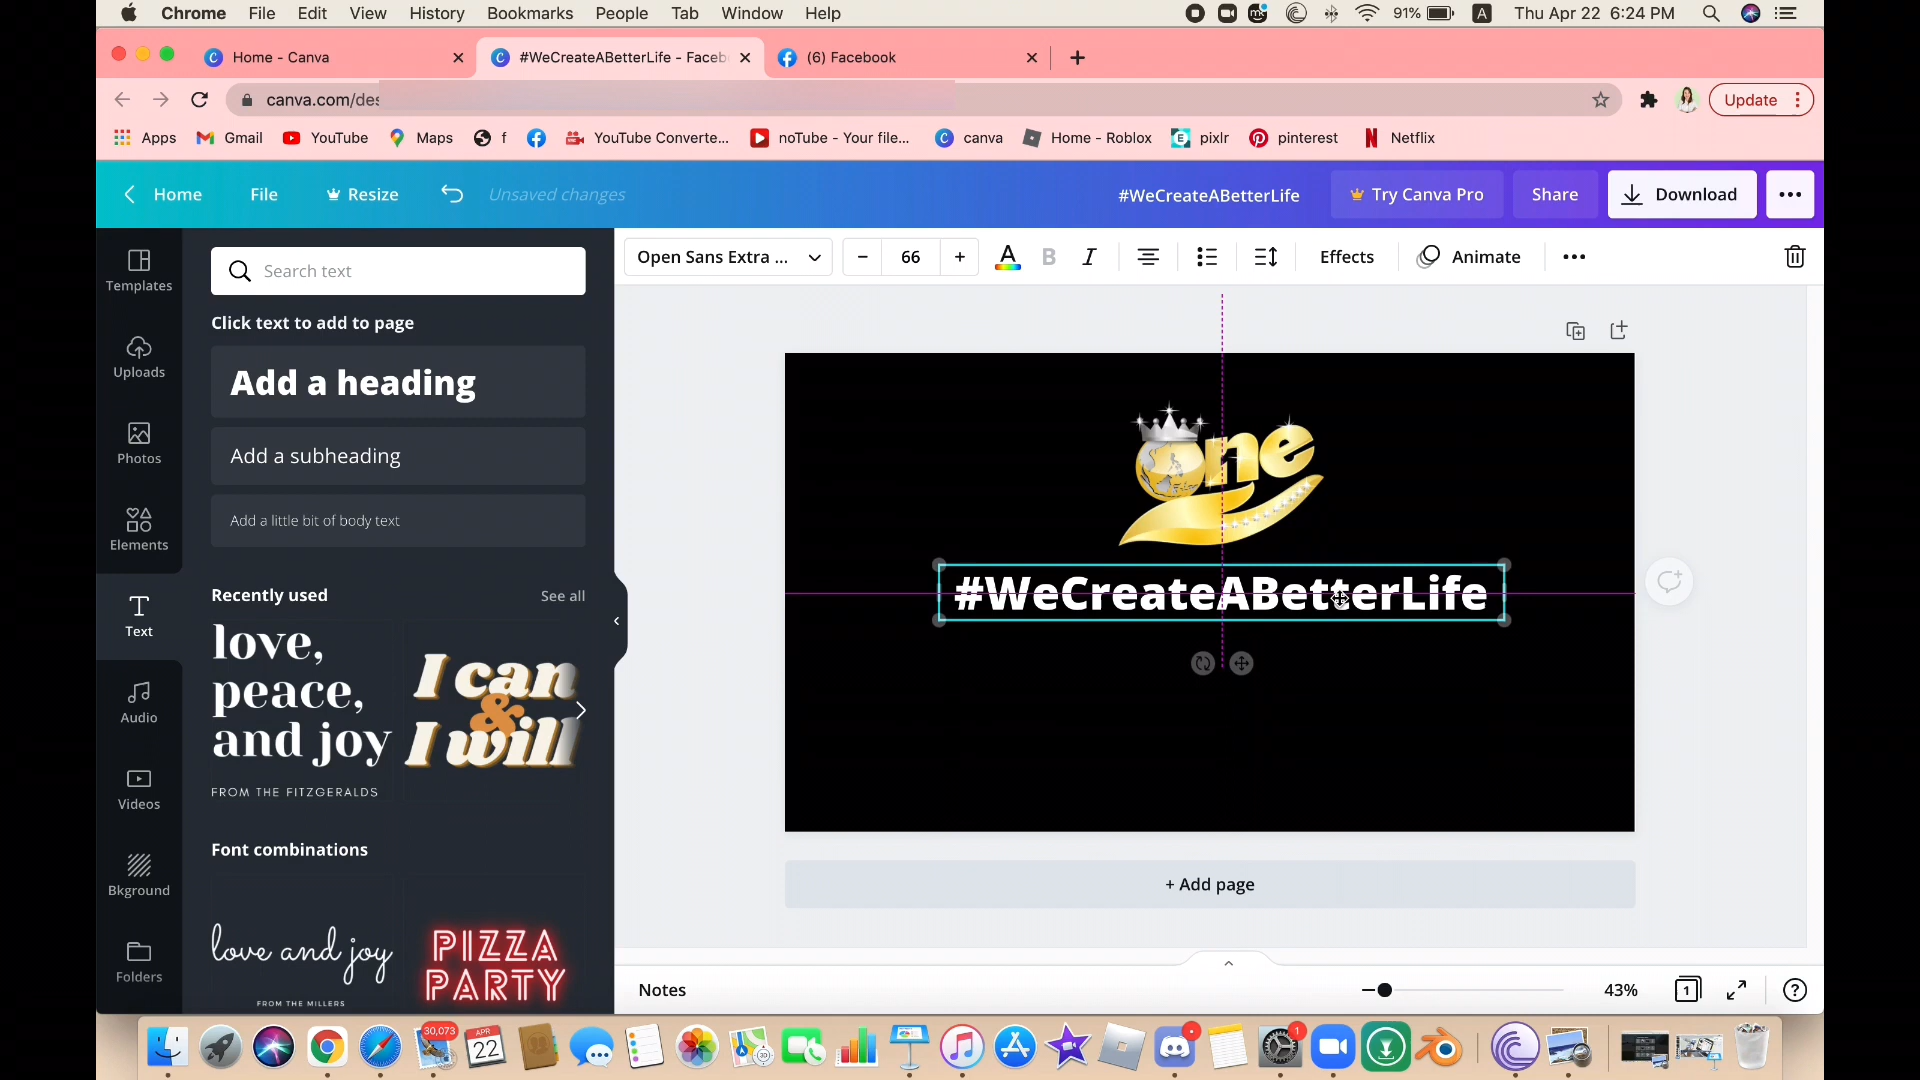 Chrome File Edit View History Bookmarks People Tab Window Help 91% A Thu Apr 22 6:24 PM
Home - Canva #WeCreateABetterLife - Faceb (6) Facebook
canva.com/des Update
Apps Gmail YouTube Maps f YouTube Converte... noTube - Your file... canva Home - Roblox pixlr pinterest Netflix
Home File Resize Unsaved changes #WeCreateABetterLife Try Canva Pro Share Download
Open Sans Extra ... 66 A B I Effects Animate
Templates
Uploads
Photos
Elements
Text
Audio
Videos
Bkground
Folders
Search text
Click text to add to page
Add a heading
Add a subheading
Add a little bit of body text
Recently used See all
love,
peace,
and joy
FROM THE FITZGERALDS
I can
&
I will
Font combinations
love and joy
FROM THE MILLERS
PIZZA
PARTY
One
#WeCreateABetterLife
+ Add page
Notes 43% 1
30,073 APR 22 1